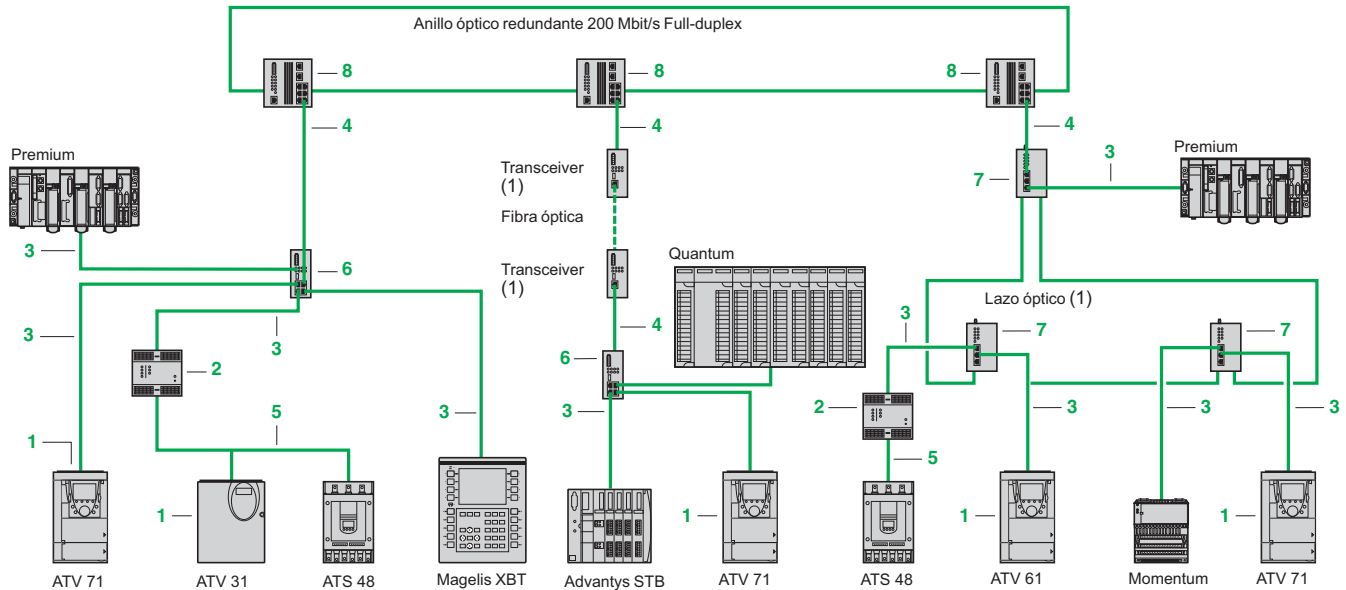 Anillo óptico redundante 200 Mbit/s Full-duplex
8
8
8
4
4
4
Premium
Transceiver
(1)
7
3
Premium
Fibra óptica
3
6
Transceiver
(1)
Quantum
Lazo óptico (1)
3
3
4
3
7
7
2
6
5
3
3
2
3
3
3
1
5
1
1
1
1
ATV 71
ATV 31
ATS 48
Magelis XBT
Advantys STB
ATV 71
ATS 48
ATV 61
Momentum
ATV 71